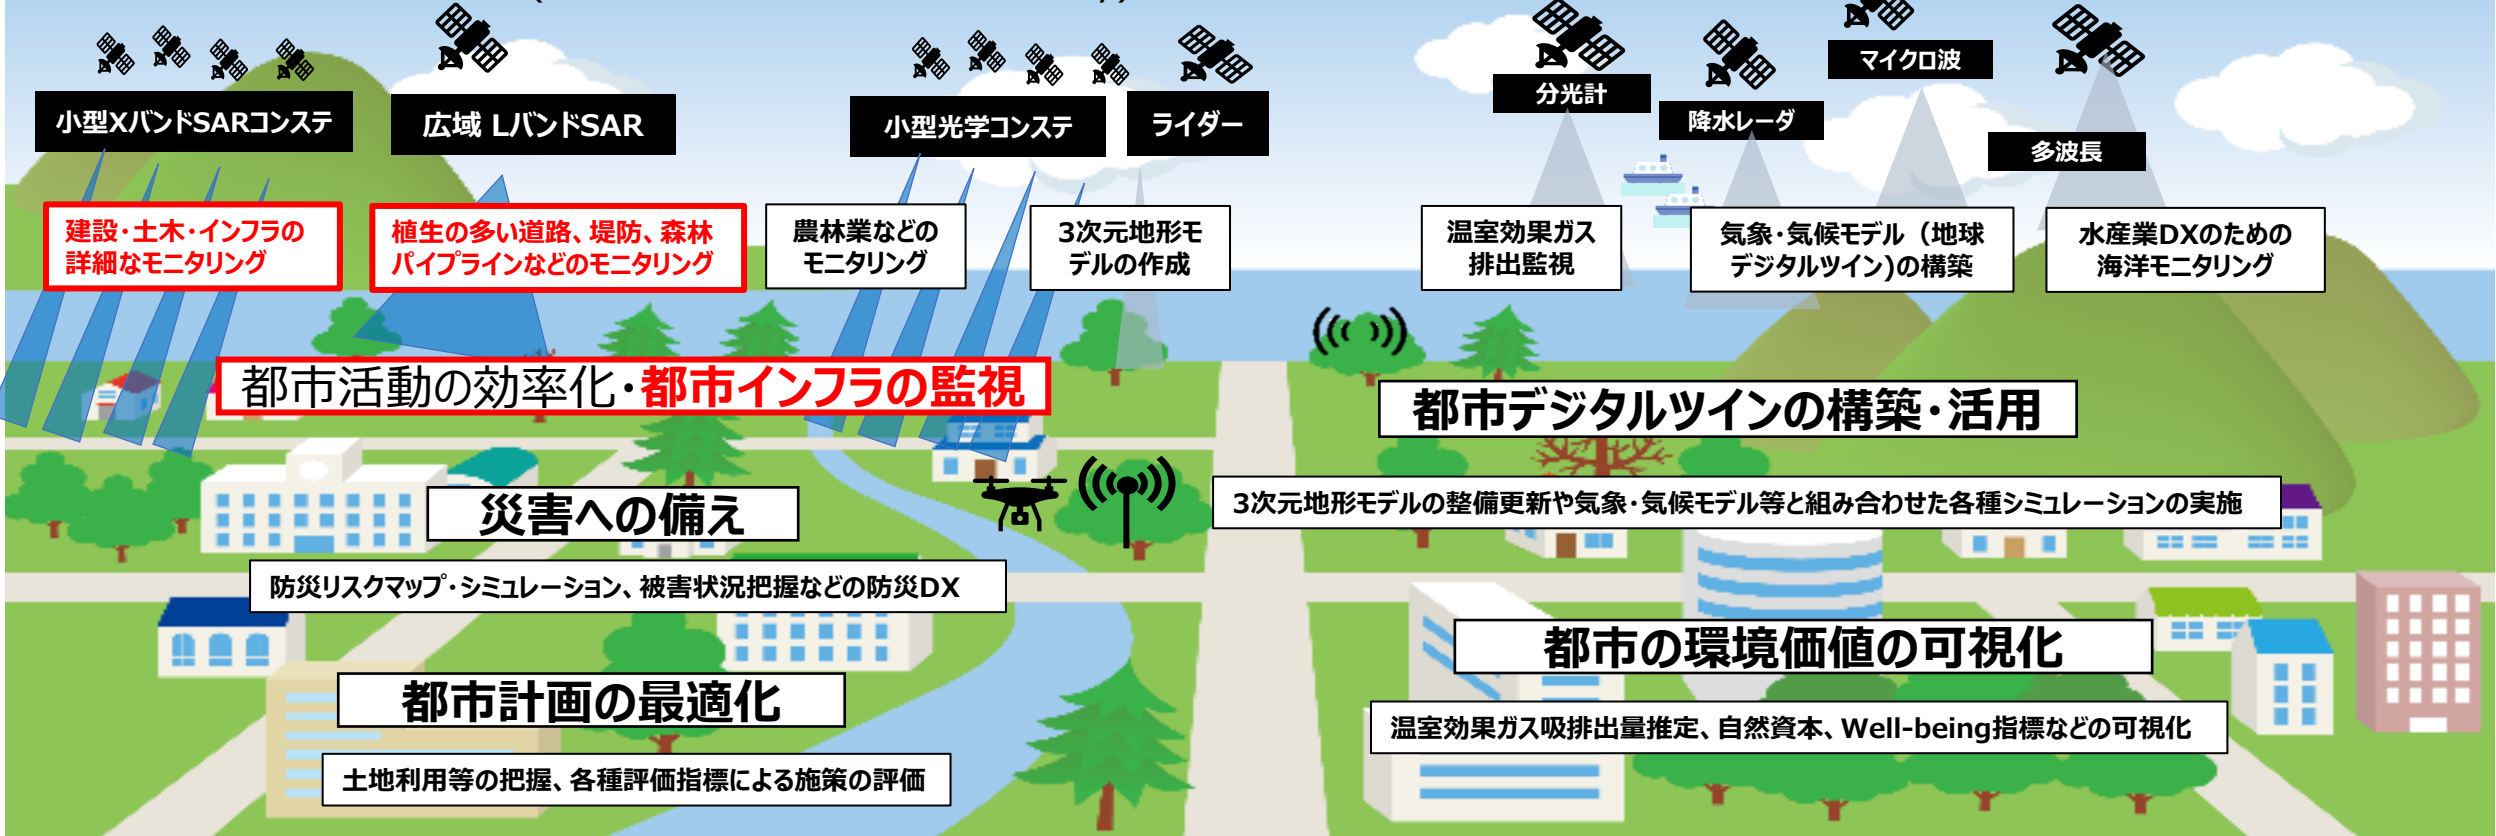 小型XバンドSARコンステ
広域 LバンドSAR
小型光学コンステ
ライダー
分光計
降水レーダ
マイクロ波
多波長
建設・土木・インフラの
詳細なモニタリング
植生の多い道路、堤防、森林
パイプラインなどのモニタリング
農林業などの
モニタリング
3次元地形モ
デルの作成
温室効果ガス
排出監視
気象・気候モデル（地球
デジタルツイン)の構築
水産業DXのための
海洋モニタリング
都市活動の効率化・都市インフラの監視
都市デジタルツインの構築・活用
3次元地形モデルの整備更新や気象・気候モデル等と組み合わせた各種シミュレーションの実施
災害への備え
防災リスクマップ・シミュレーション、被害状況把握などの防災DX
都市の環境価値の可視化
温室効果ガス吸排出量推定、自然資本、Well-being指標などの可視化
都市計画の最適化
土地利用等の把握、各種評価指標による施策の評価